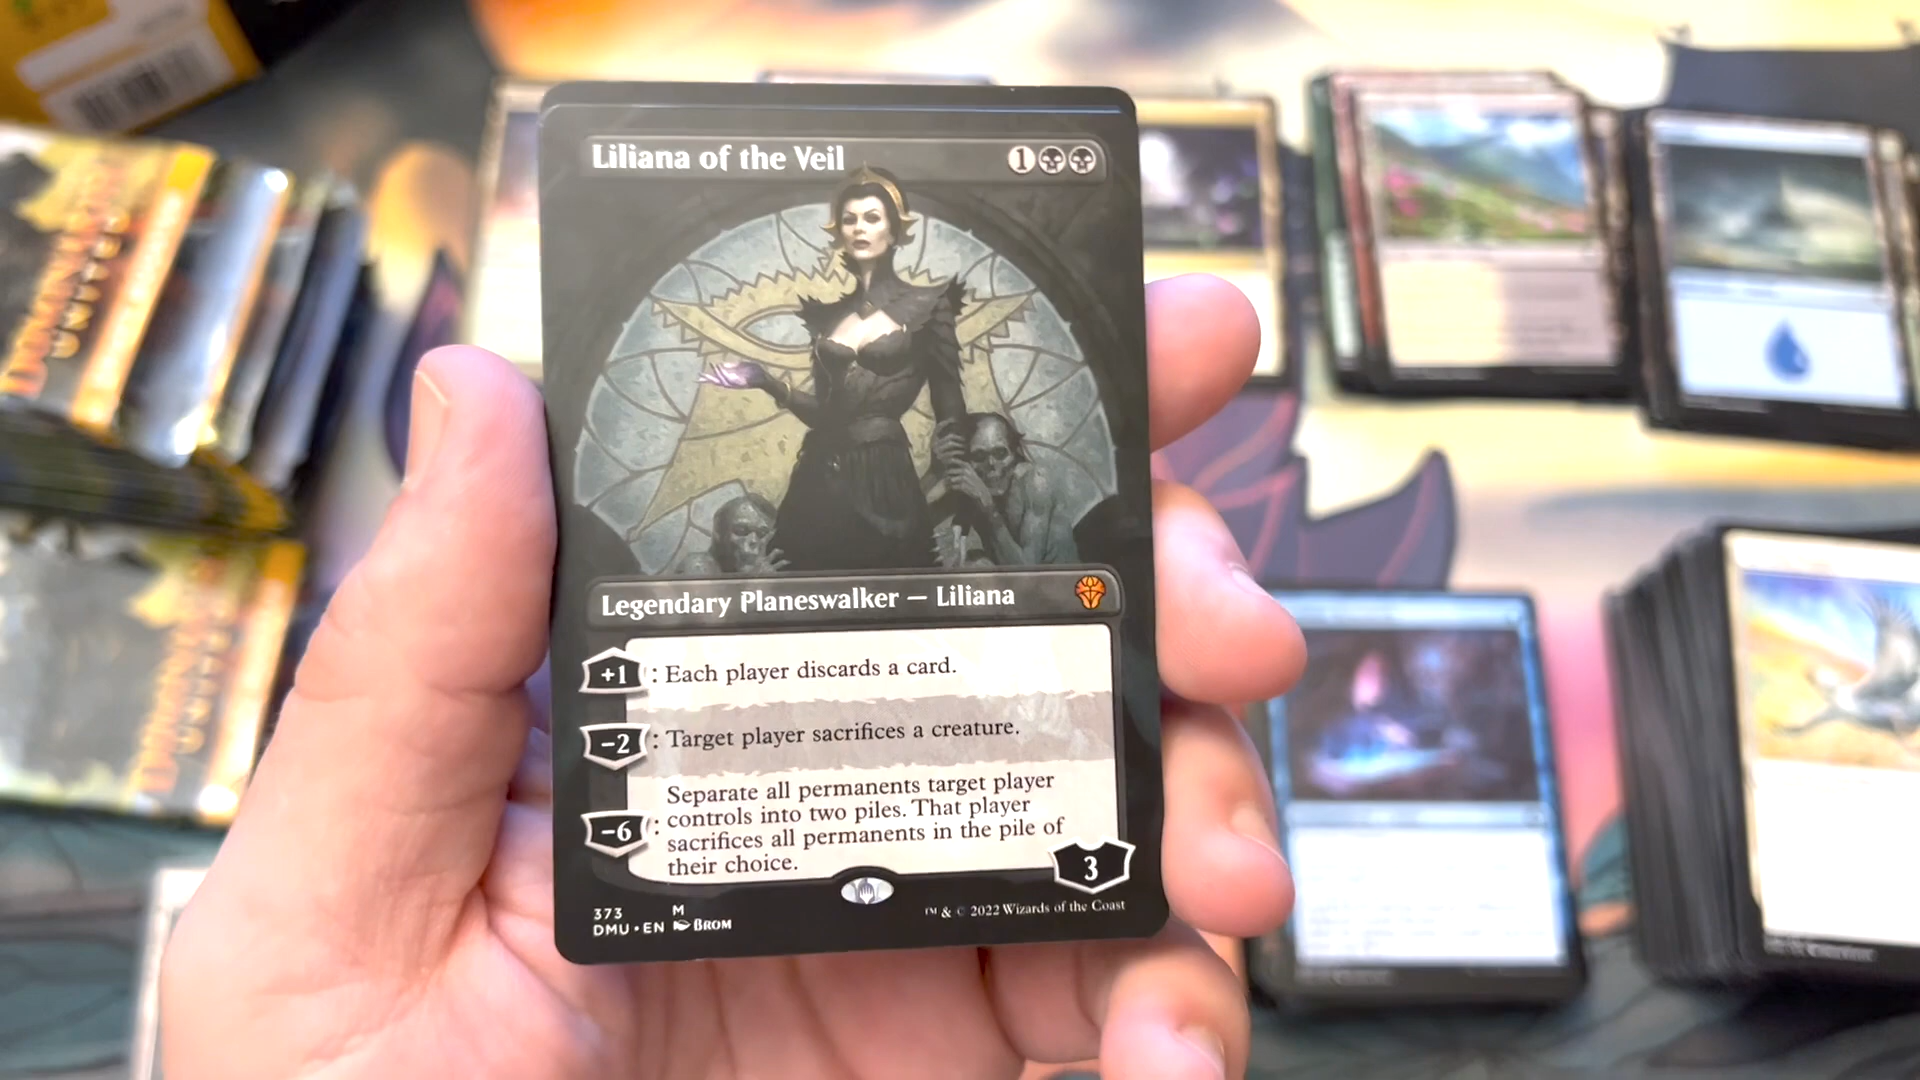 Liliana of the Veil 1
Legendary Planeswalker — Liliana
+1 : Each player discards a card.
−2 : Target player sacrifices a creature.
Separate all permanents target player
−6 : controls into two piles. That player
sacrifices all permanents in the pile of
their choice.
3
373 M
DMU • EN BROM
™ & © 2022 Wizards of the Coast